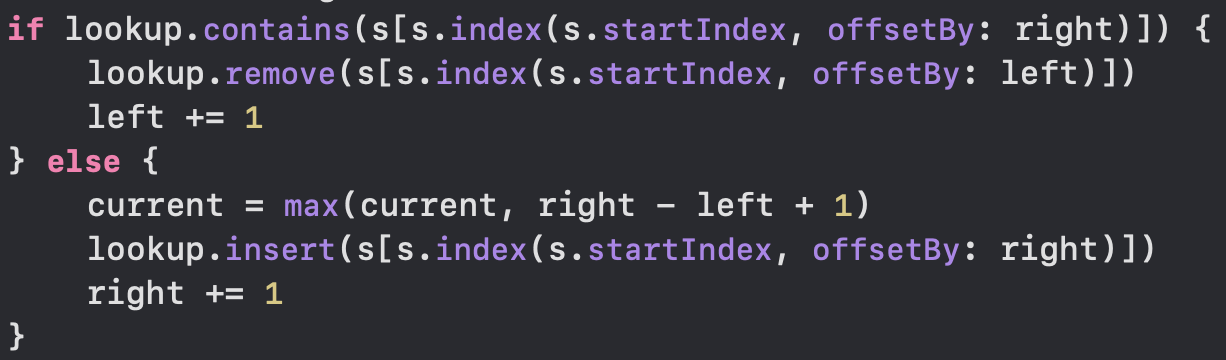 if lookup.contains(s[s.index(s.startIndex, offsetBy: right)]) {
    lookup.remove(s[s.index(s.startIndex, offsetBy: left)])
    left += 1
} else {
    current = max(current, right - left + 1)
    lookup.insert(s[s.index(s.startIndex, offsetBy: right)])
    right += 1
}